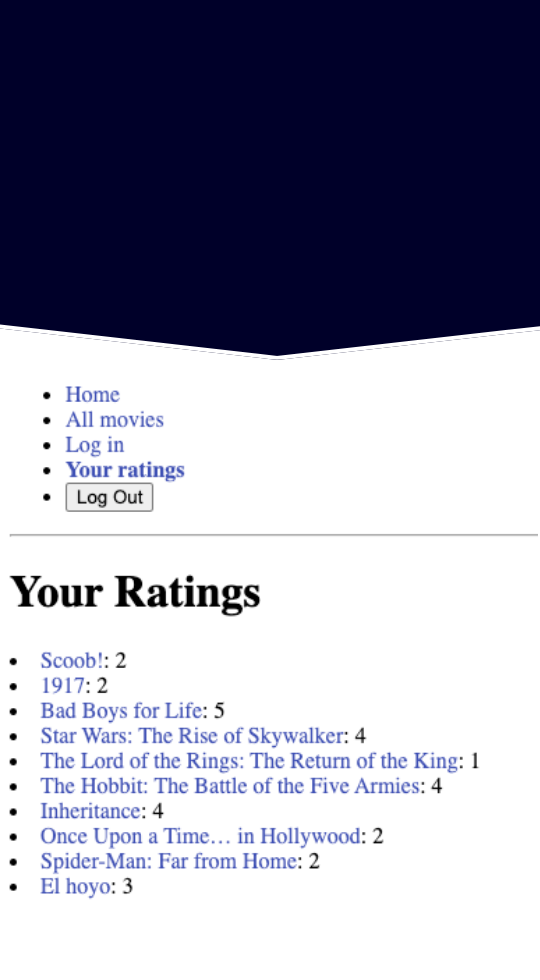 Home
All movies
Log in
Your ratings
Log Out
Your Ratings
Scoob!: 2
1917: 2
Bad Boys for Life: 5
Star Wars: The Rise of Skywalker: 4
The Lord of the Rings: The Return of the King: 1
The Hobbit: The Battle of the Five Armies: 4
Inheritance: 4
Once Upon a Time… in Hollywood: 2
Spider-Man: Far from Home: 2
El hoyo: 3